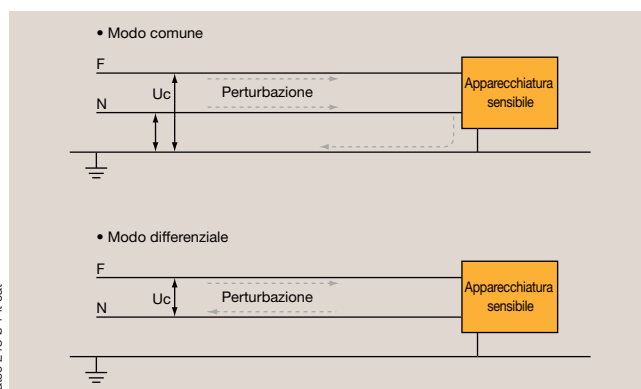 • Modo comune
F
Uc
Perturbazione
N
Apparecchiatura
sensibile
• Modo differenziale
F
Uc
Perturbazione
N
Apparecchiatura
sensibile